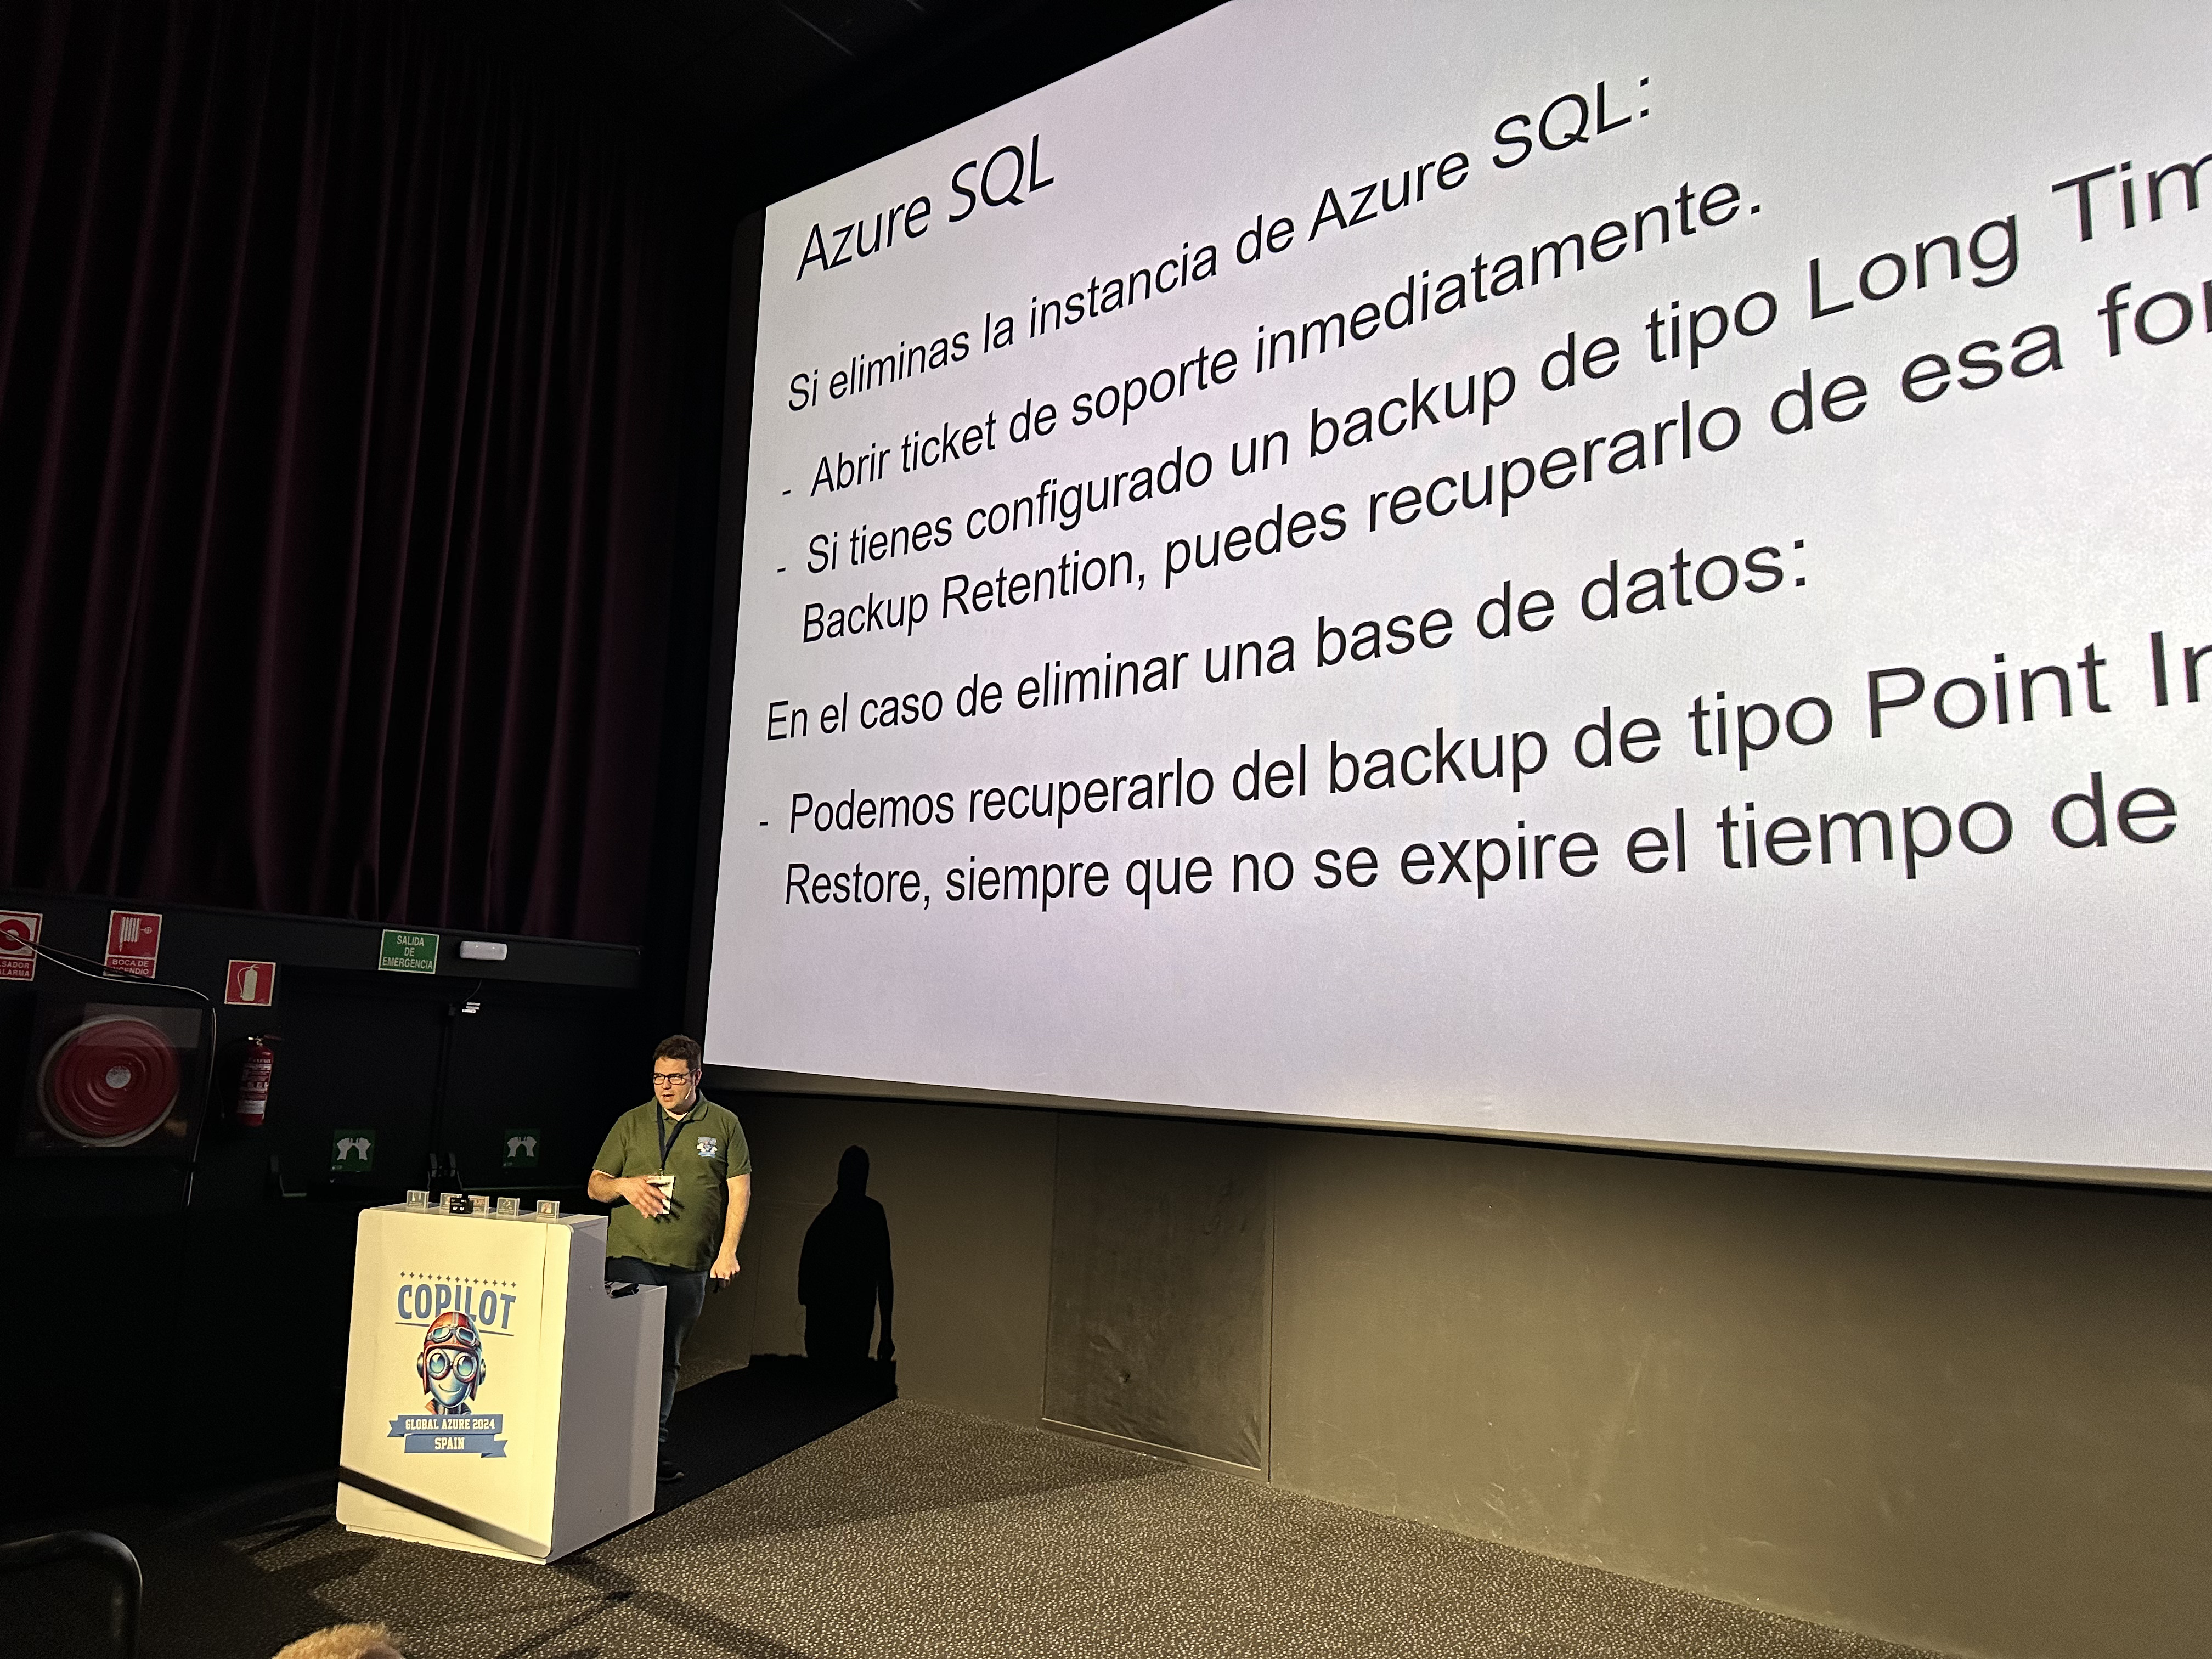 Azure SQL
Si eliminas la instancia de Azure SQL:
- Abrir ticket de soporte inmediatamente.
- Si tienes configurado un backup de tipo Long
Backup Retention, puedes recuperarlo de esa
En el caso de eliminar una base de datos:
- Podemos recuperarlo del backup de tipo Point
Restore, siempre que no se expire el tiempo de
SALIDA
DE
EMERGENCIA
BOCA DE
COPILOT
GLOBAL AZURE 2024
SPAIN